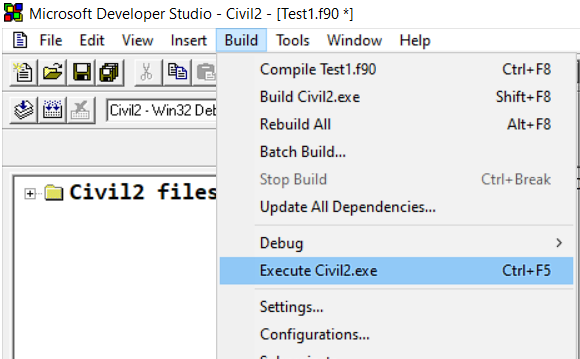 Microsoft Developer Studio - Civil2 - [Test1.f90 *]
File Edit View Insert Build Tools Window Help
Compile Test1.f90 Ctrl+F8
Build Civil2.exe Shift+F8
Rebuild All Alt+F8
Batch Build...
Stop Build Ctrl+Break
Update All Dependencies...
Debug
Execute Civil2.exe Ctrl+F5
Settings...
Configurations...
Civil2 - Win32 Deb
Civil2 files